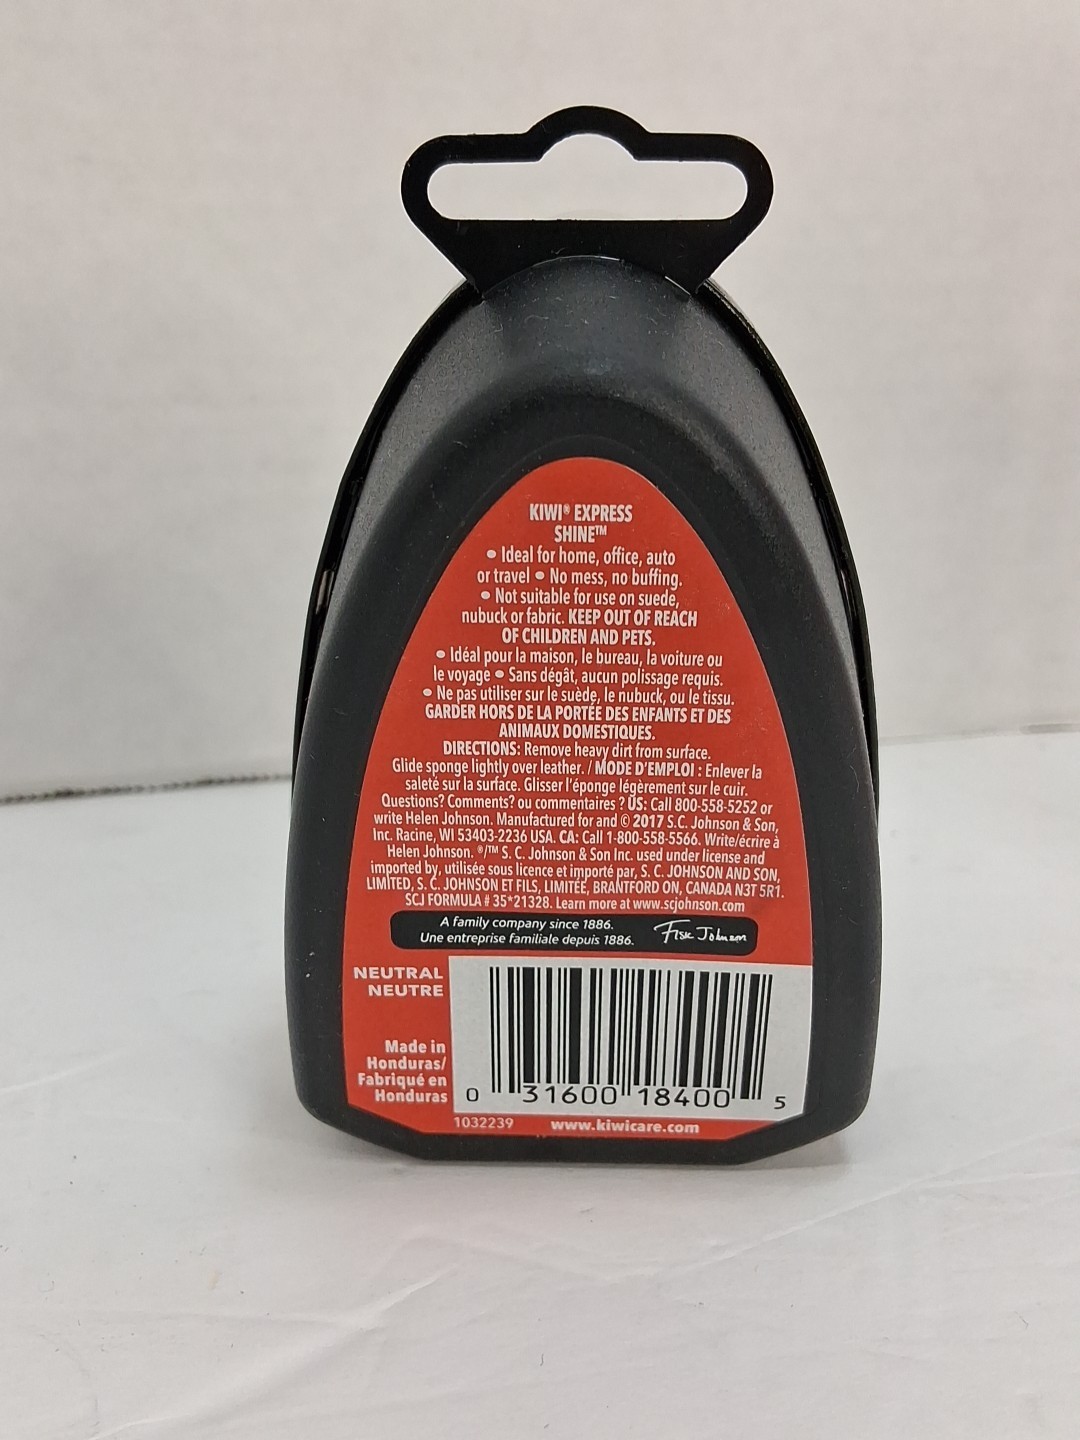 KIWI® EXPRESS
SHINE™
• Ideal for home, office, auto
or travel • No mess, no buffing.
• Not suitable for use on suede,
nubuck or fabric. KEEP OUT OF REACH
OF CHILDREN AND PETS.
• Idéal pour la maison, le bureau, la voiture ou
le voyage • Sans dégât, aucun polissage requis.
• Ne pas utiliser sur le suède, le nubuck, ou le tissu.
GARDER HORS DE LA PORTÉE DES ENFANTS ET DES
ANIMAUX DOMESTIQUES.
DIRECTIONS: Remove heavy dirt from surface.
Glide sponge lightly over leather. / MODE D'EMPLOI : Enlever la
saleté sur la surface. Glisser l'éponge légèrement sur le cuir.
Questions? Comments? ou commentaires ? US: Call 800-558-5252 or
write Helen Johnson. Manufactured for and © 2017 S.C. Johnson & Son,
Inc. Racine, WI 53403-2236 USA. CA: Call 1-800-558-5566. Write/écrire à
Helen Johnson. ®/™ S. C. Johnson & Son Inc. used under license and
imported by, utilisée sous licence et importé par, S. C. JOHNSON AND SON,
LIMITED, S. C. JOHNSON ET FILS, LIMITÉE, BRANTFORD ON, CANADA N3T 5R1.
SCJ FORMULA # 35*21328. Learn more at www.scjohnson.com
A family company since 1886.
Une entreprise familiale depuis 1886.
Fisk Johnson
NEUTRAL
NEUTRE
Made in
Honduras/
Fabriqué en
Honduras
0 31600 18400 5
1032239 www.kiwicare.com